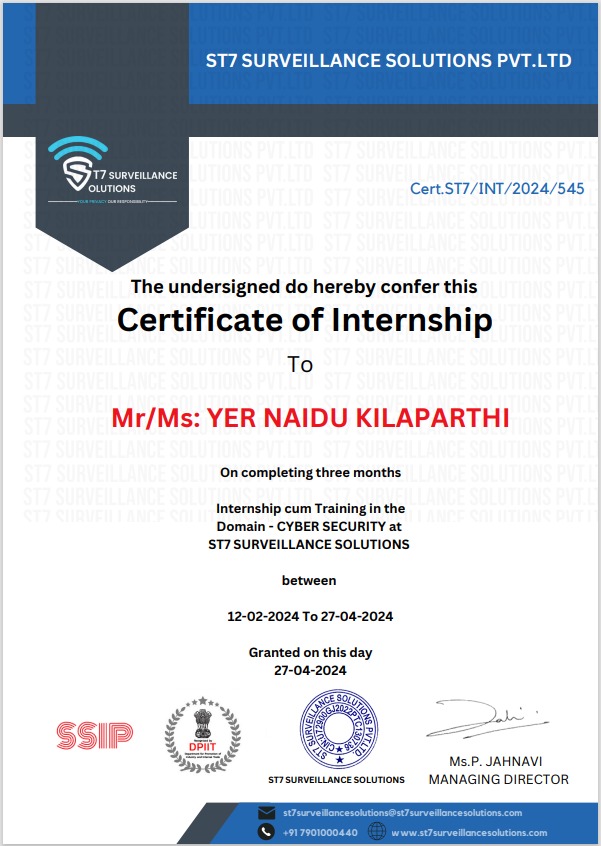 ST7 SURVEILLANCE SOLUTIONS PVT.LTD
ST7 SURVEILLANCE
SOLUTIONS
YOUR PRIVACY OUR RESPONSIBILITY
Cert.ST7/INT/2024/545
The undersigned do hereby confer this
Certificate of Internship
To
Mr/Ms: YER NAIDU KILAPARTHI
On completing three months
Internship cum Training in the
Domain - CYBER SECURITY at
ST7 SURVEILLANCE SOLUTIONS
between
12-02-2024 To 27-04-2024
Granted on this day
27-04-2024
SSIP
DPIIT
ST7 SURVEILLANCE SOLUTIONS PVT.LTD
ST7 SURVEILLANCE SOLUTIONS
Ms.P. JAHNAVI
MANAGING DIRECTOR
st7surveillancesolutions@st7surveillancesolutions.com
+91 7901000440
www.st7surveillancesolutions.com